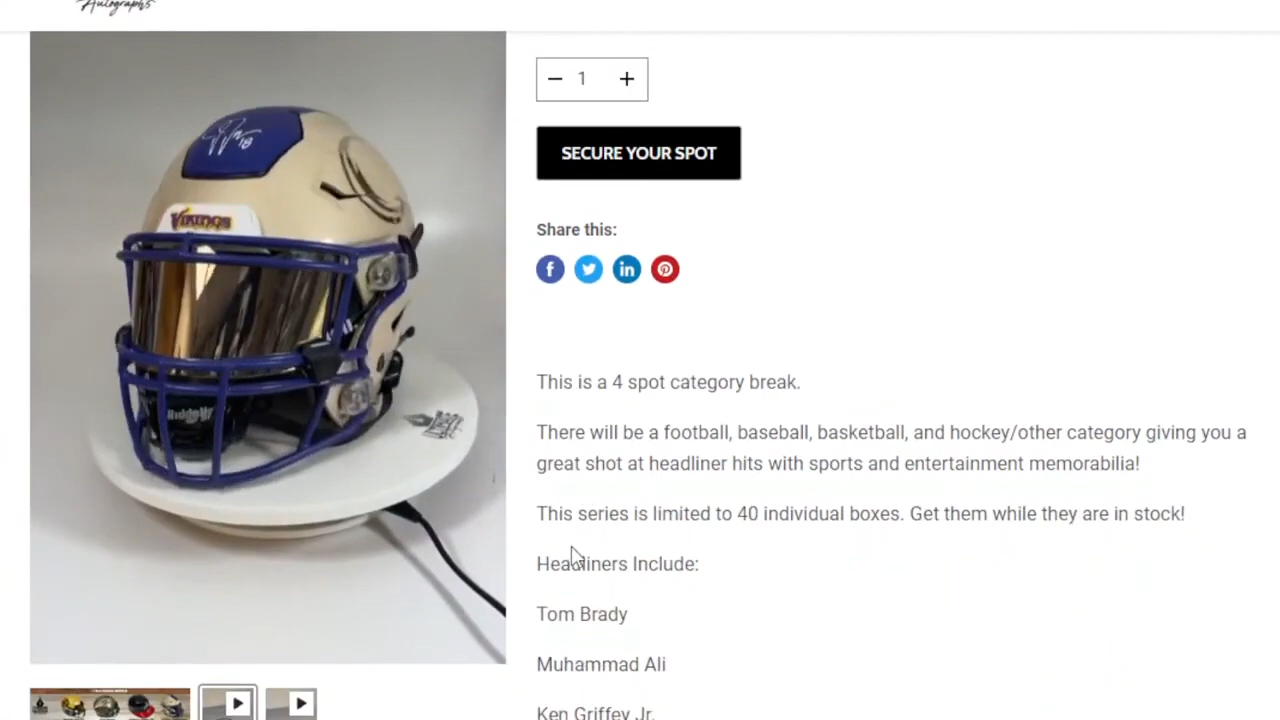 Autographs
1
SECURE YOUR SPOT
Share this:
This is a 4 spot category break.
There will be a football, baseball, basketball, and hockey/other category giving you a
great shot at headliner hits with sports and entertainment memorabilia!
This series is limited to 40 individual boxes. Get them while they are in stock!
Headliners Include:
Tom Brady
Muhammad Ali
Ken Griffey Jr.
VIKINGS
18